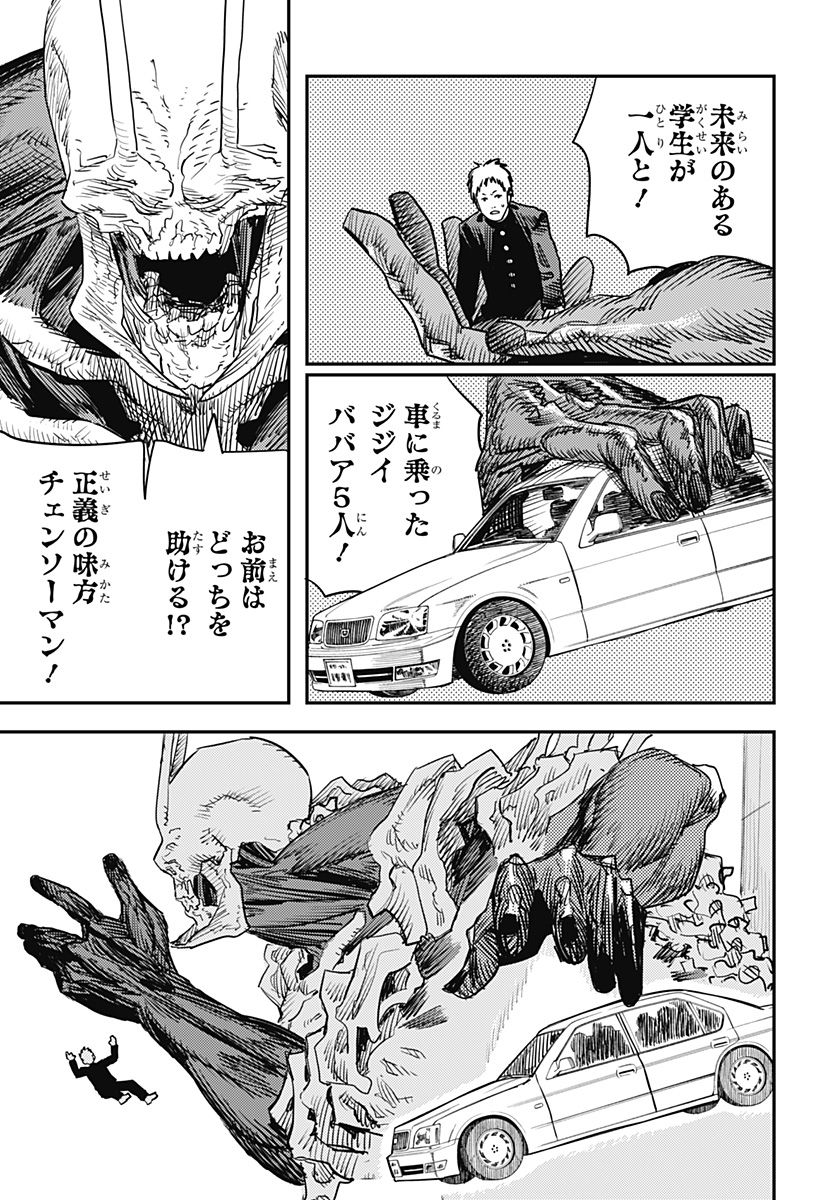 未来のある
学生が
一人と！
車に乗った
ジジイ
ババア5人！
お前は
どっちを
助ける!?
正義の味方
チェンソーマン！